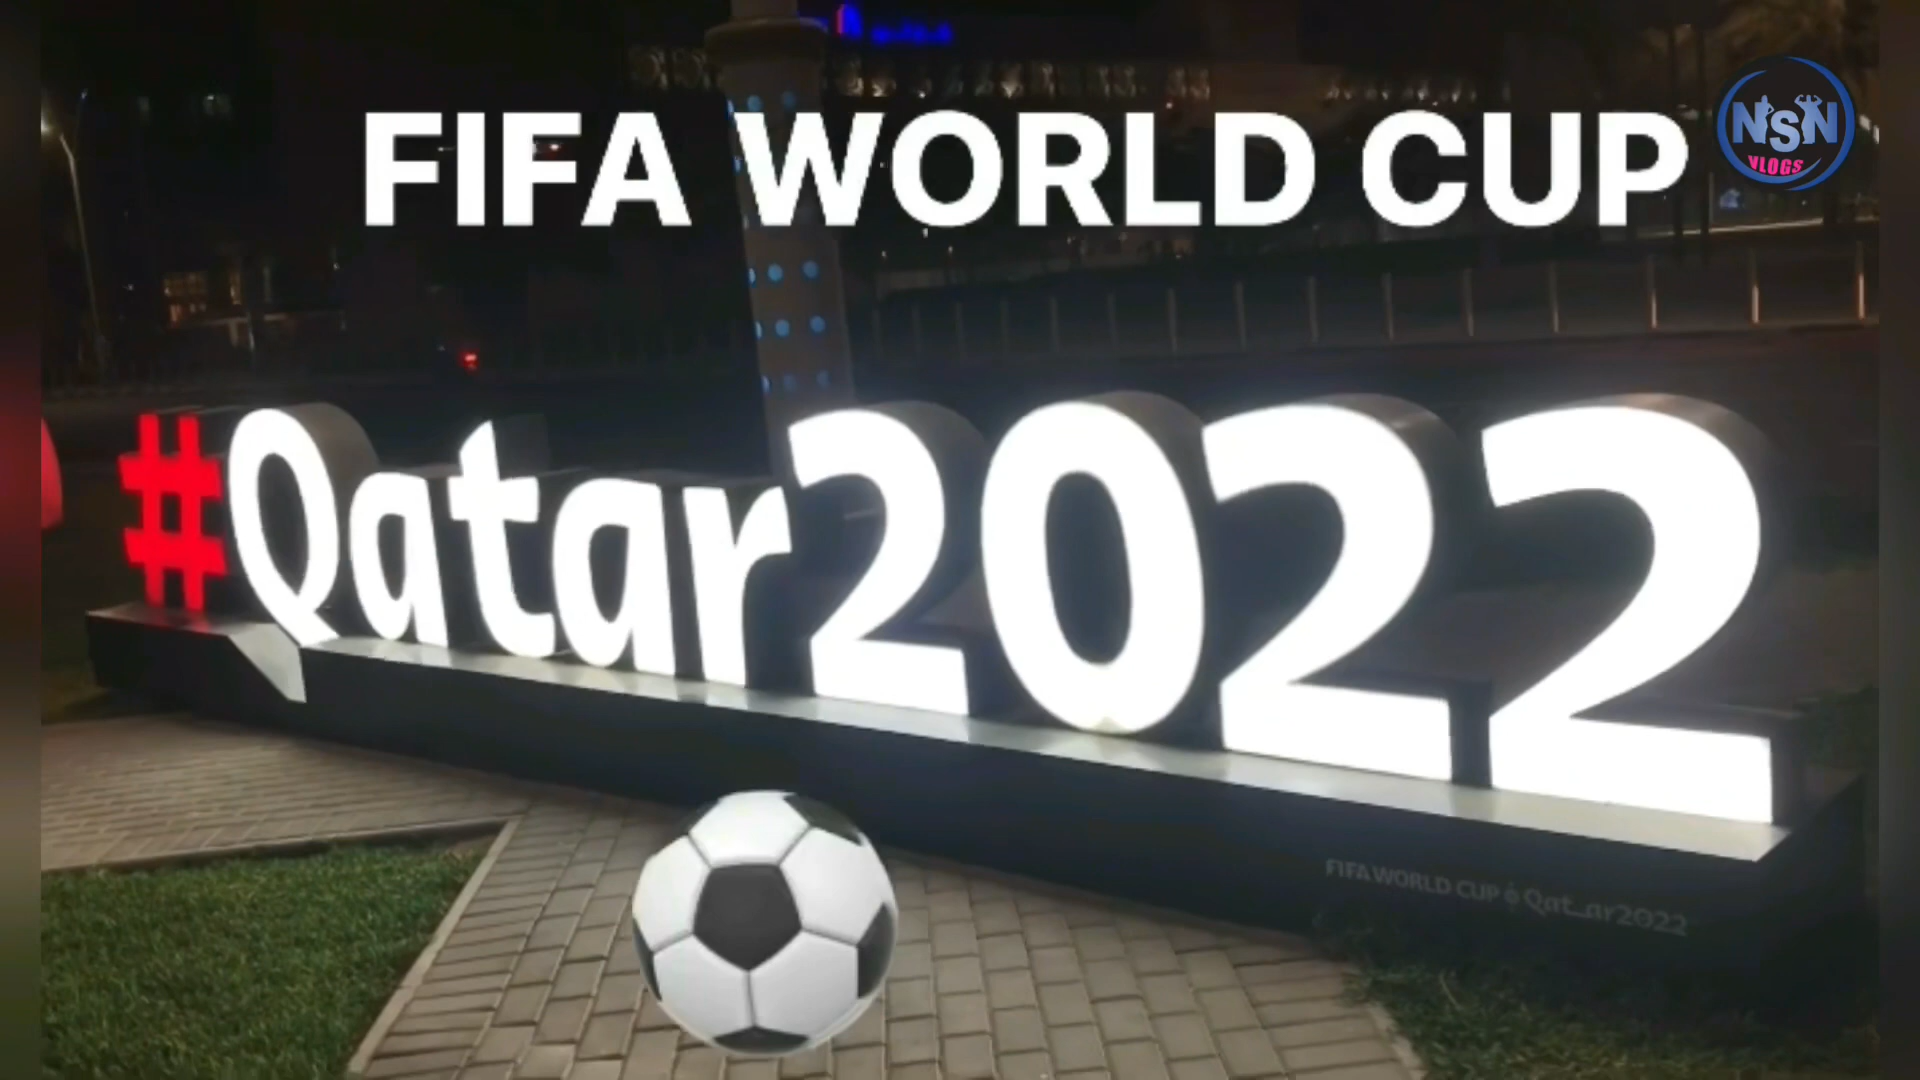 FIFA WORLD CUP
NSN
VLOGS
#Qatar2022
FIFA WORLD CUP Qatar2022